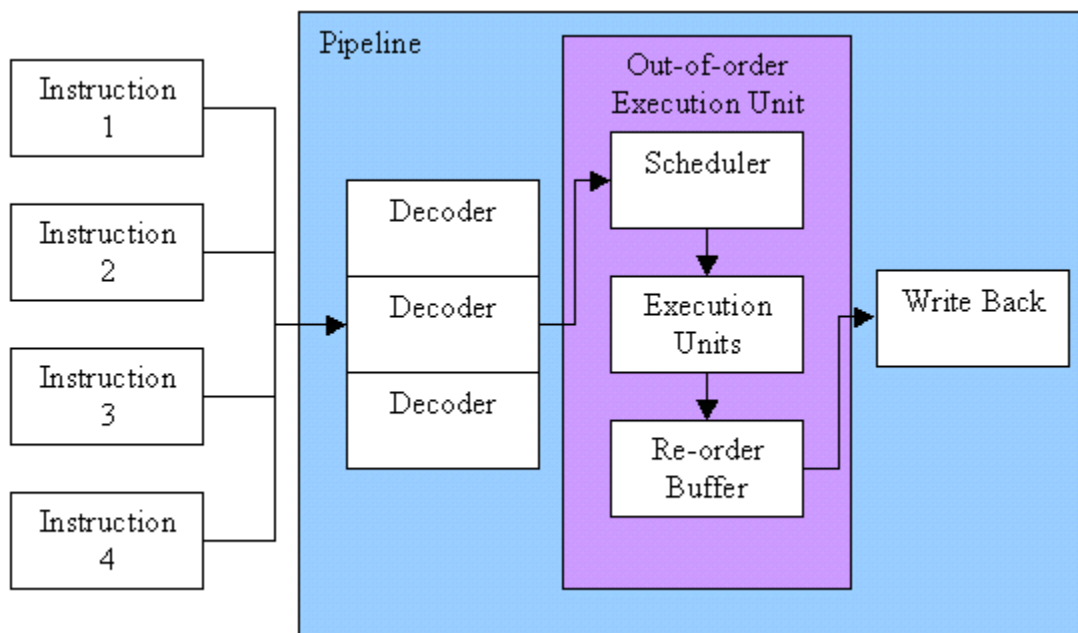 Pipeline
Instruction
1
Instruction
2
Instruction
3
Instruction
4
Decoder
Decoder
Decoder
Out-of-order
Execution Unit
Scheduler
Execution
Units
Re-order
Buffer
Write Back